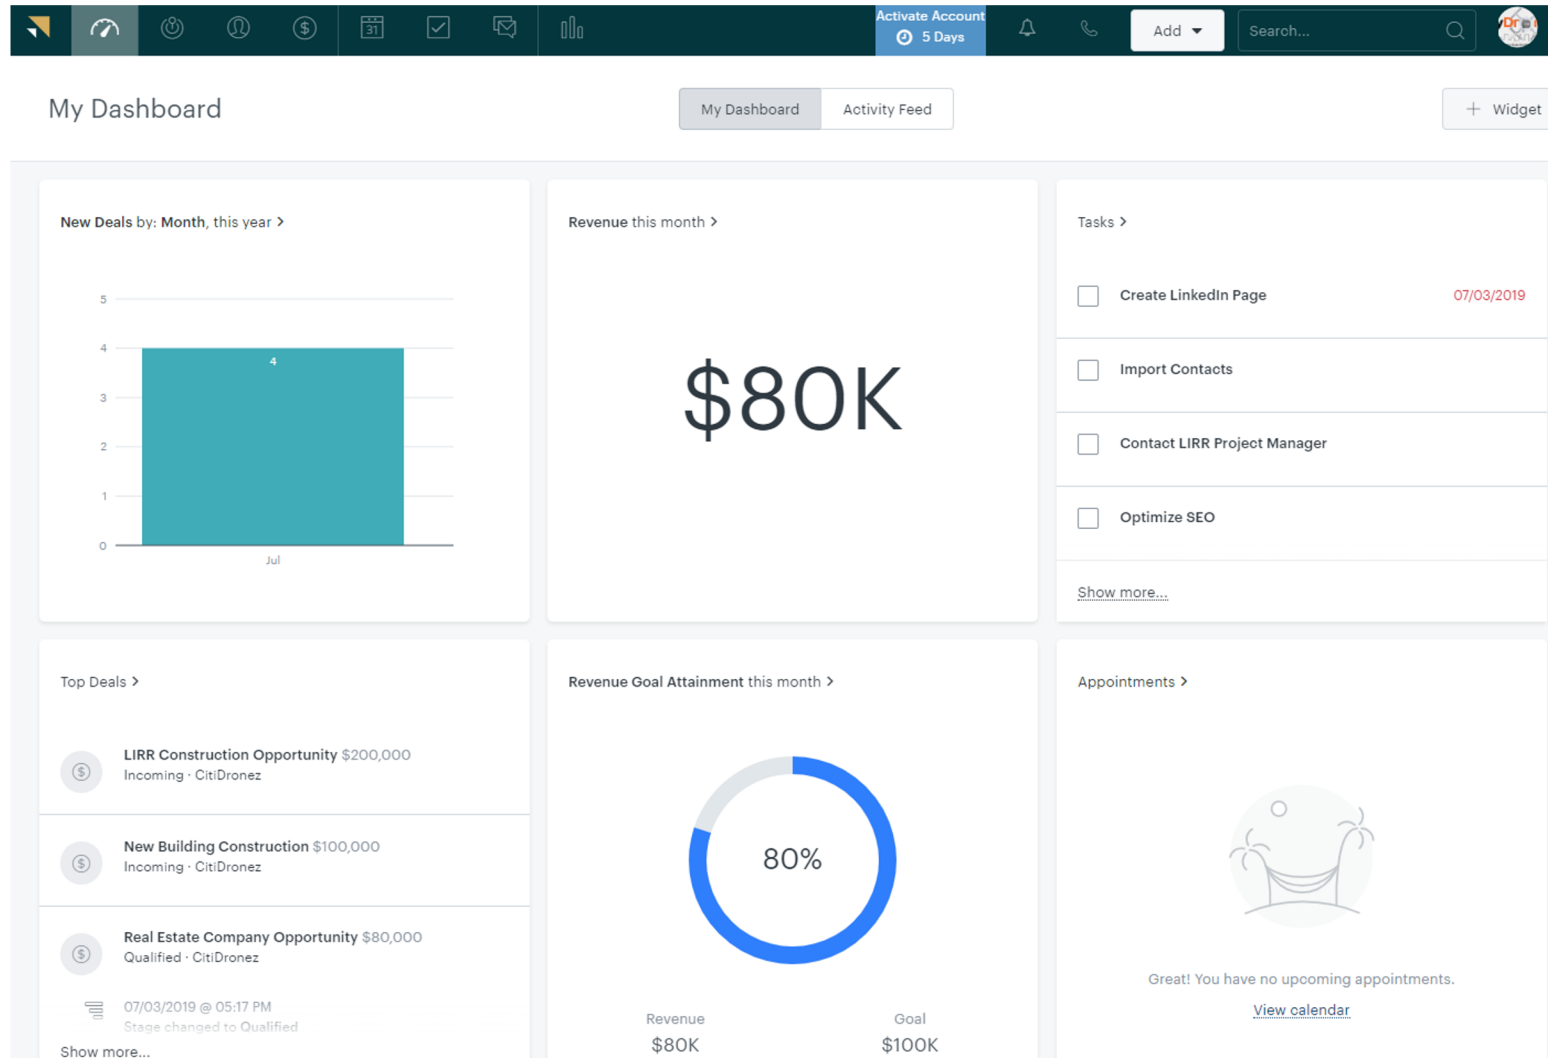 31
Activate Account
5 Days
Add
Search...
My Dashboard
My Dashboard
Activity Feed
+ Widget
New Deals by: Month, this year >
5
4
3
2
1
0
4
Jul
Revenue this month >
$80K
Tasks >
Create LinkedIn Page 07/03/2019
Import Contacts
Contact LIRR Project Manager
Optimize SEO
Show more...
Top Deals >
LIRR Construction Opportunity $200,000
Incoming · CitiDronez
New Building Construction $100,000
Incoming · CitiDronez
Real Estate Company Opportunity $80,000
Qualified · CitiDronez
07/03/2019 @ 05:17 PM
Stage changed to Qualified
Show more...
Revenue Goal Attainment this month >
80%
Revenue
$80K
Goal
$100K
Appointments >
Great! You have no upcoming appointments.
View calendar